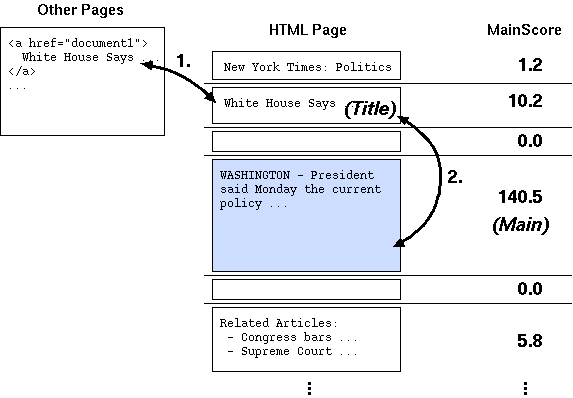 Other Pages
<a href="document1">
White House Says ...
</a>
...
1.
HTML Page
MainScore
New York Times: Politics
1.2
White House Says ...
(Title)
10.2
0.0
WASHINGTON - President
said Monday the current
policy ...
2.
140.5
(Main)
0.0
Related Articles:
- Congress bars ...
- Supreme Court ...
5.8